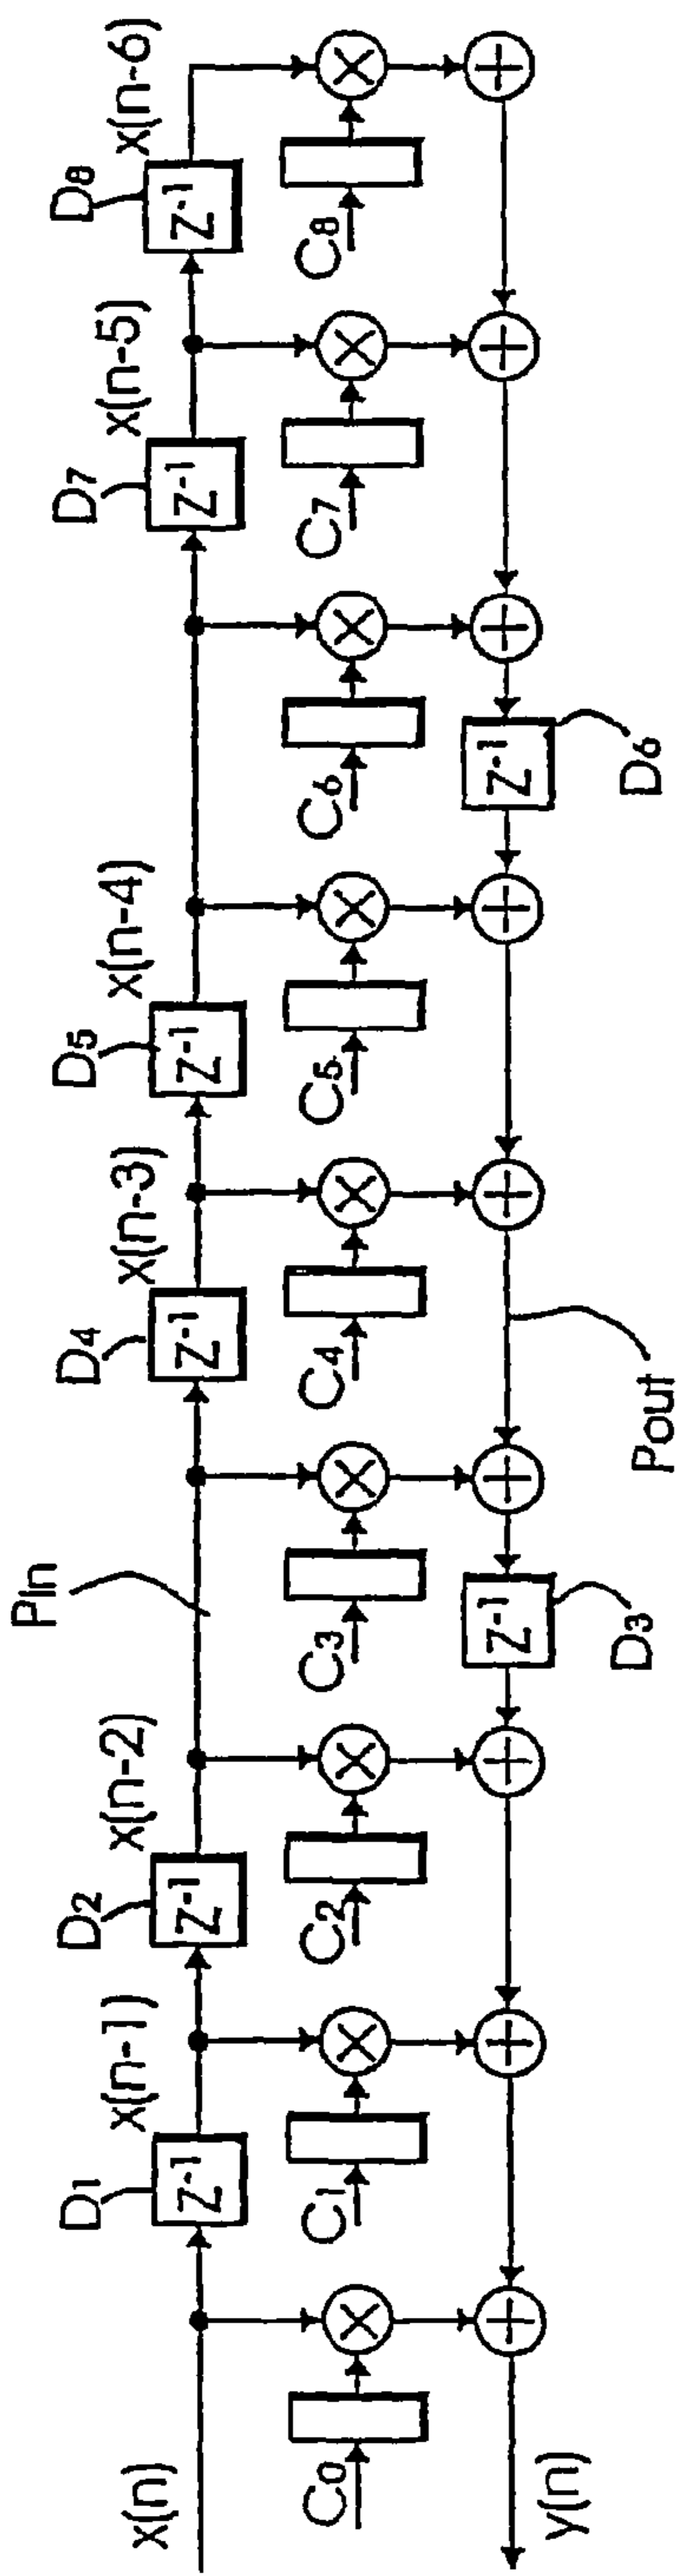 D1 D2 Pin D4 D5 D7 D8
x(n) x(n-1) x(n-2) x(n-3) x(n-4) x(n-5) x(n-6)
Z-1 Z-1 Z-1 Z-1 Z-1 Z-1
C0 C1 C2 C3 C4 C5 C6 C7 C8
Z-1 Z-1
y(n) D3 Pout D6